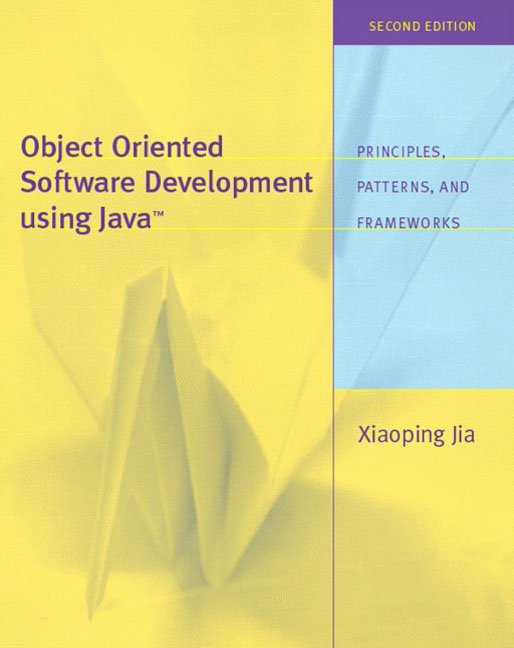 SECOND EDITION
Object Oriented
Software Development
using Java™
PRINCIPLES,
PATTERNS, AND
FRAMEWORKS
Xiaoping Jia